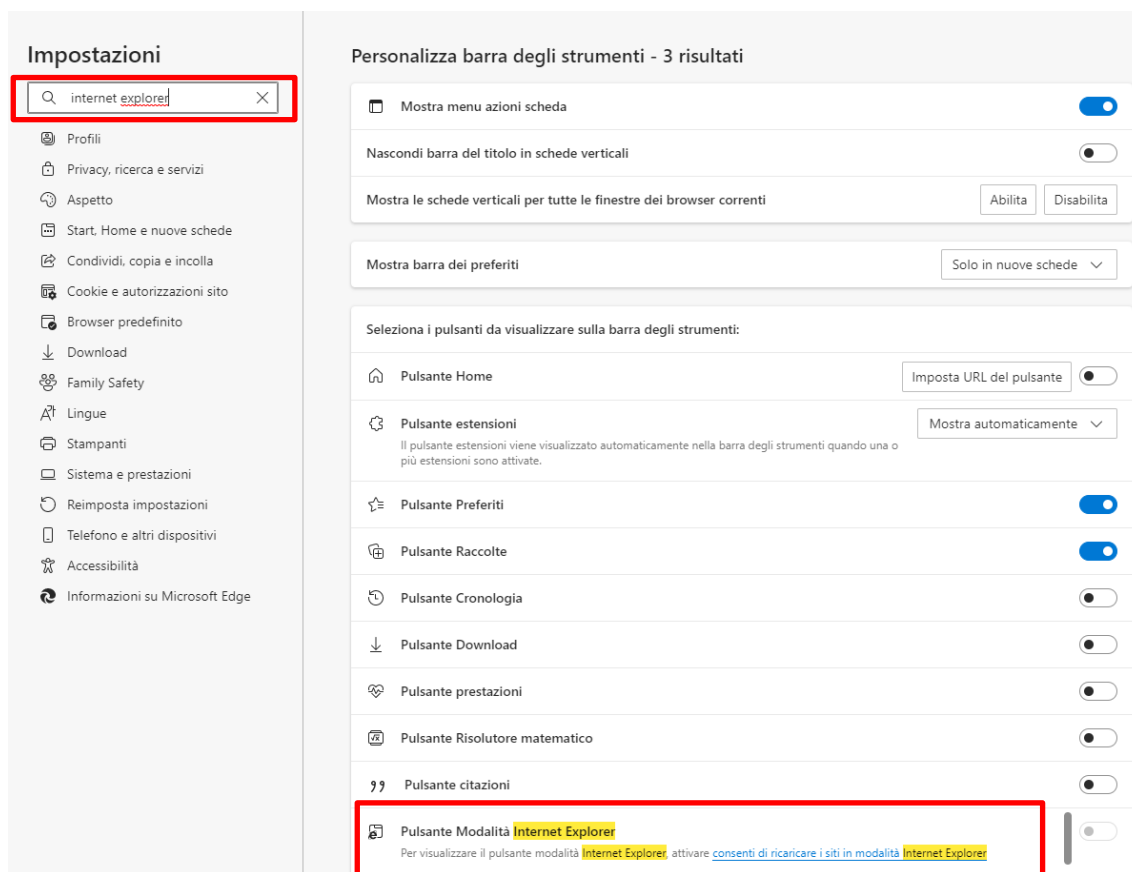 Impostazioni
internet explorer
Profili
Privacy, ricerca e servizi
Aspetto
Start, Home e nuove schede
Condividi, copia e incolla
Cookie e autorizzazioni sito
Browser predefinito
Download
Family Safety
Lingue
Stampanti
Sistema e prestazioni
Reimposta impostazioni
Telefono e altri dispositivi
Accessibilità
Informazioni su Microsoft Edge
Personalizza barra degli strumenti - 3 risultati
Mostra menu azioni scheda
Nascondi barra del titolo in schede verticali
Mostra le schede verticali per tutte le finestre dei browser correnti
Abilita
Disabilita
Mostra barra dei preferiti
Solo in nuove schede
Seleziona i pulsanti da visualizzare sulla barra degli strumenti:
Pulsante Home
Imposta URL del pulsante
Pulsante estensioni
Mostra automaticamente
Il pulsante estensioni viene visualizzato automaticamente nella barra degli strumenti quando una o
più estensioni sono attivate.
Pulsante Preferiti
Pulsante Raccolte
Pulsante Cronologia
Pulsante Download
Pulsante prestazioni
Pulsante Risolutore matematico
Pulsante citazioni
Pulsante Modalità Internet Explorer
Per visualizzare il pulsante modalità Internet Explorer, attivare consenti di ricaricare i siti in modalità Internet Explorer